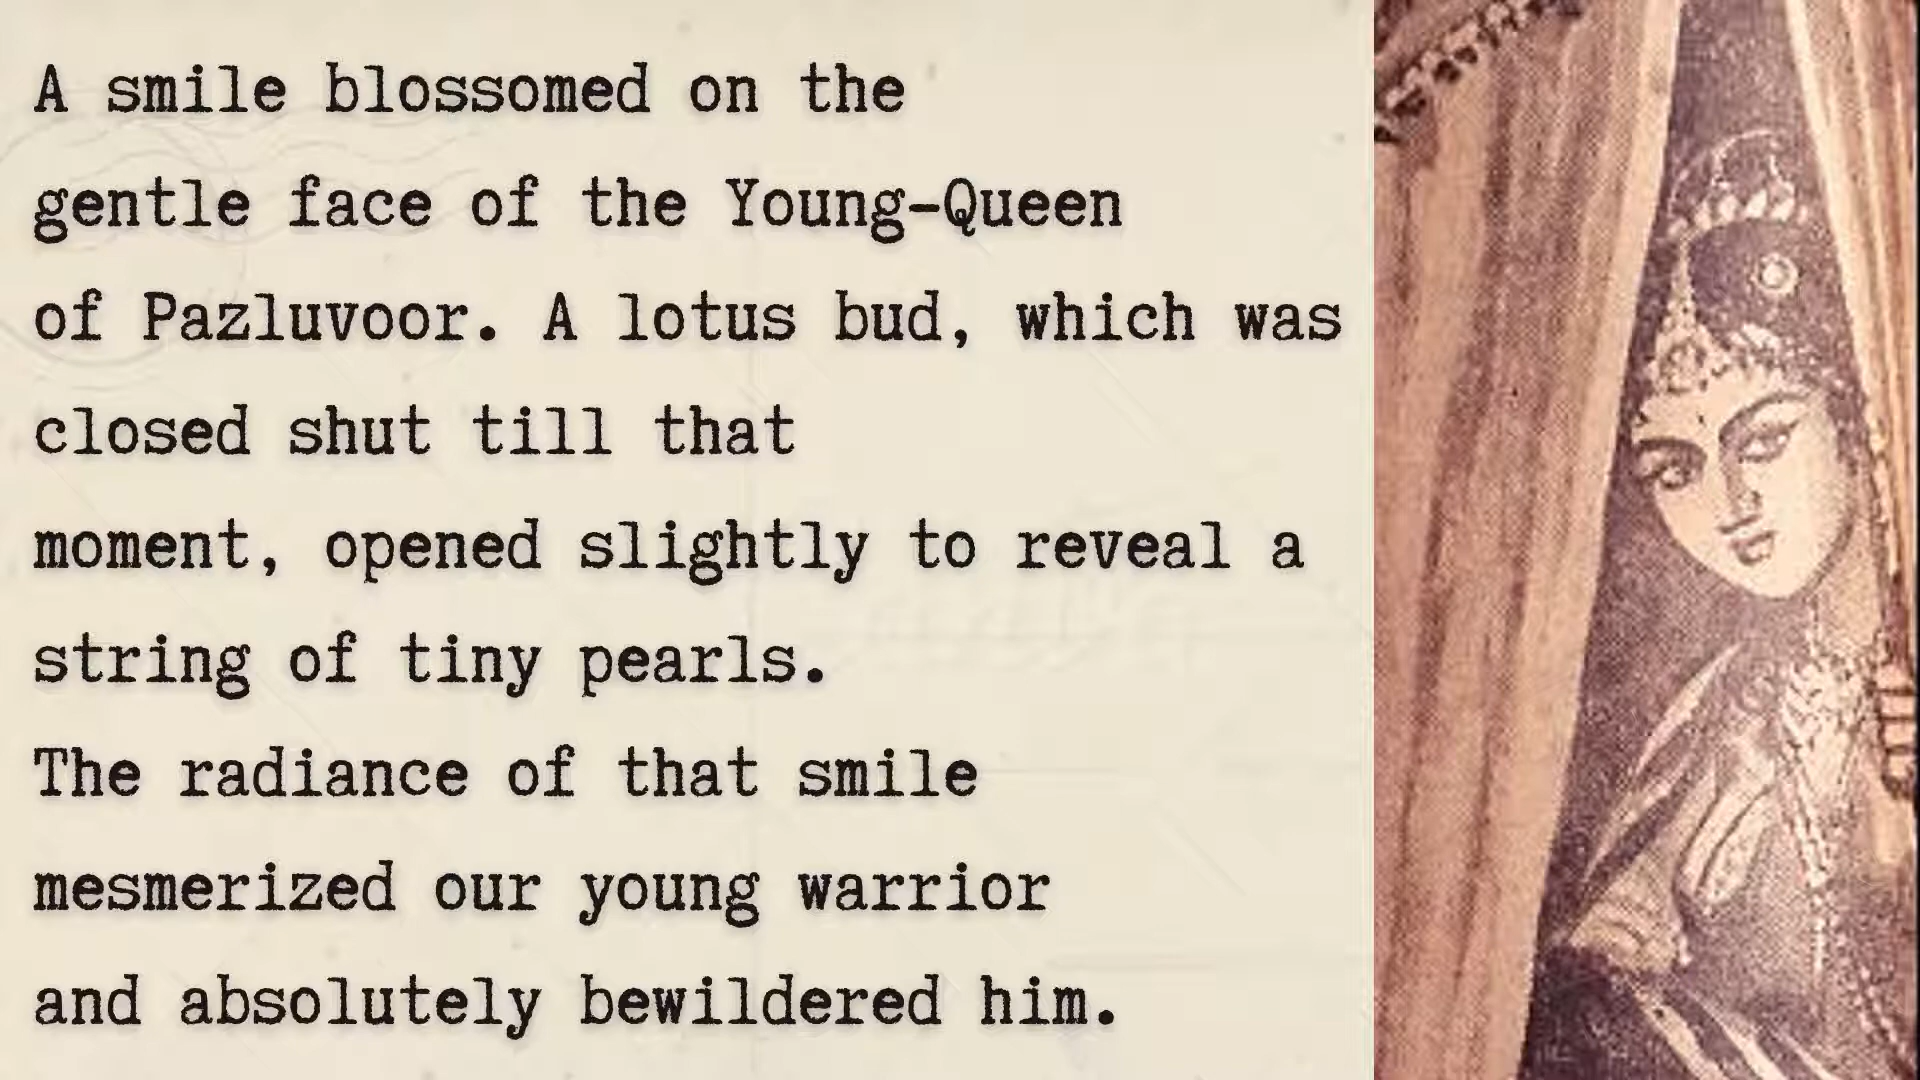 A smile blossomed on the
gentle face of the Young-Queen
of Pazluvoor. A lotus bud, which was
closed shut till that
moment, opened slightly to reveal a
string of tiny pearls.
The radiance of that smile
mesmerized our young warrior
and absolutely bewildered him.